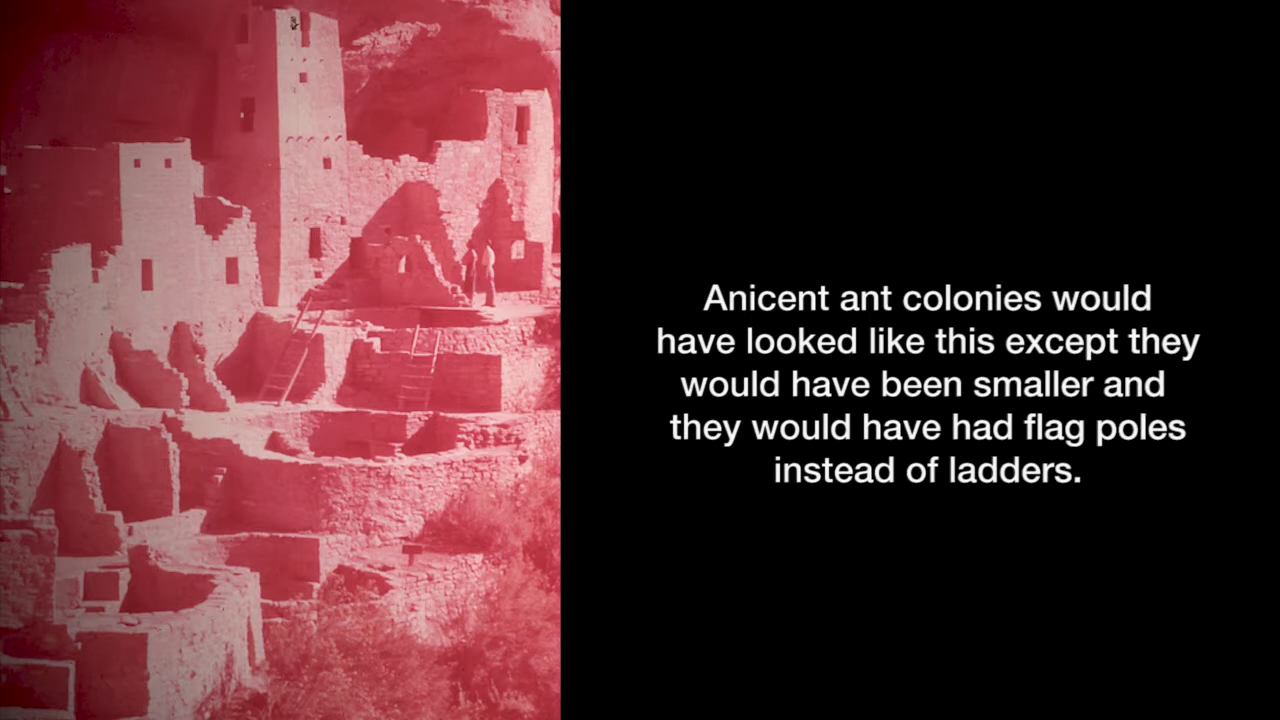 Anicent ant colonies would
have looked like this except they
would have been smaller and
they would have had flag poles
instead of ladders.